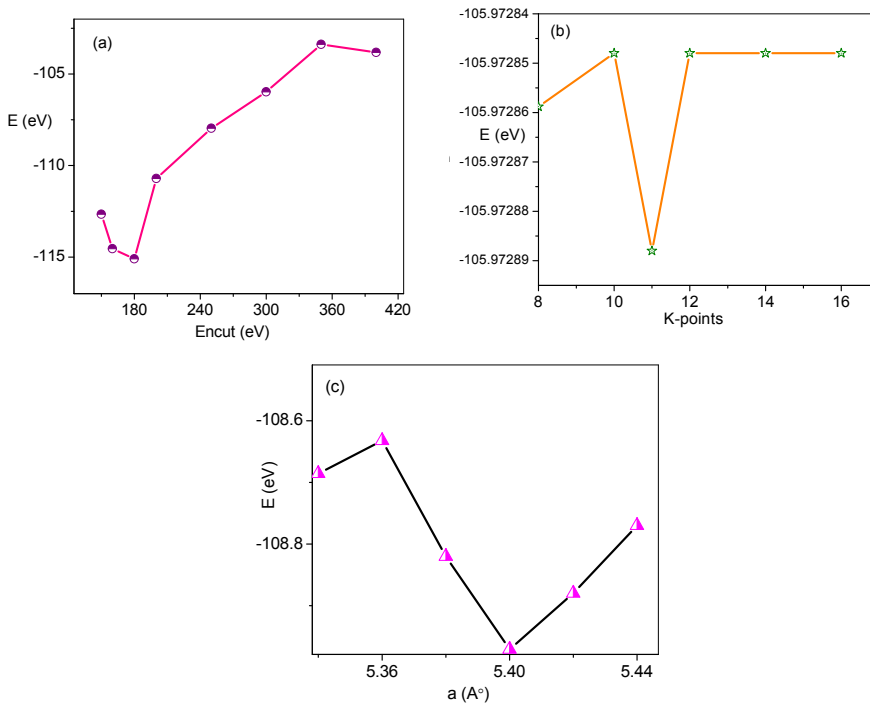 (a)
-105
-110
-115
E (eV)
180 240 300 360 420
Encut (eV)
(b)
-105.97284
-105.97285
-105.97286
-105.97287
-105.97288
-105.97289
E (eV)
8 10 12 14 16
K-points
(c)
-108.6
-108.8
E (eV)
5.36 5.40 5.44
a (A°)